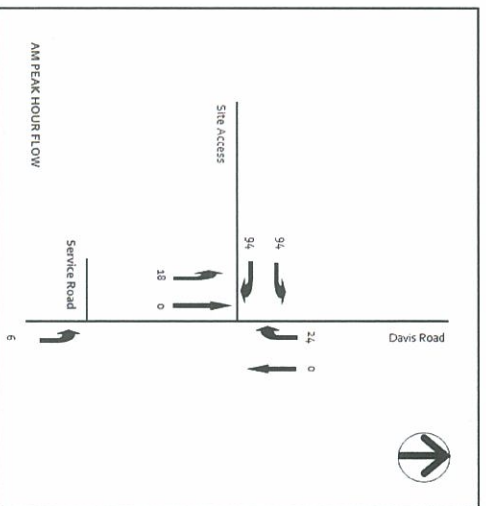 Davis Road
24
0
94
94
Site Access
18
0
Service Road
6
AM PEAK HOUR FLOW